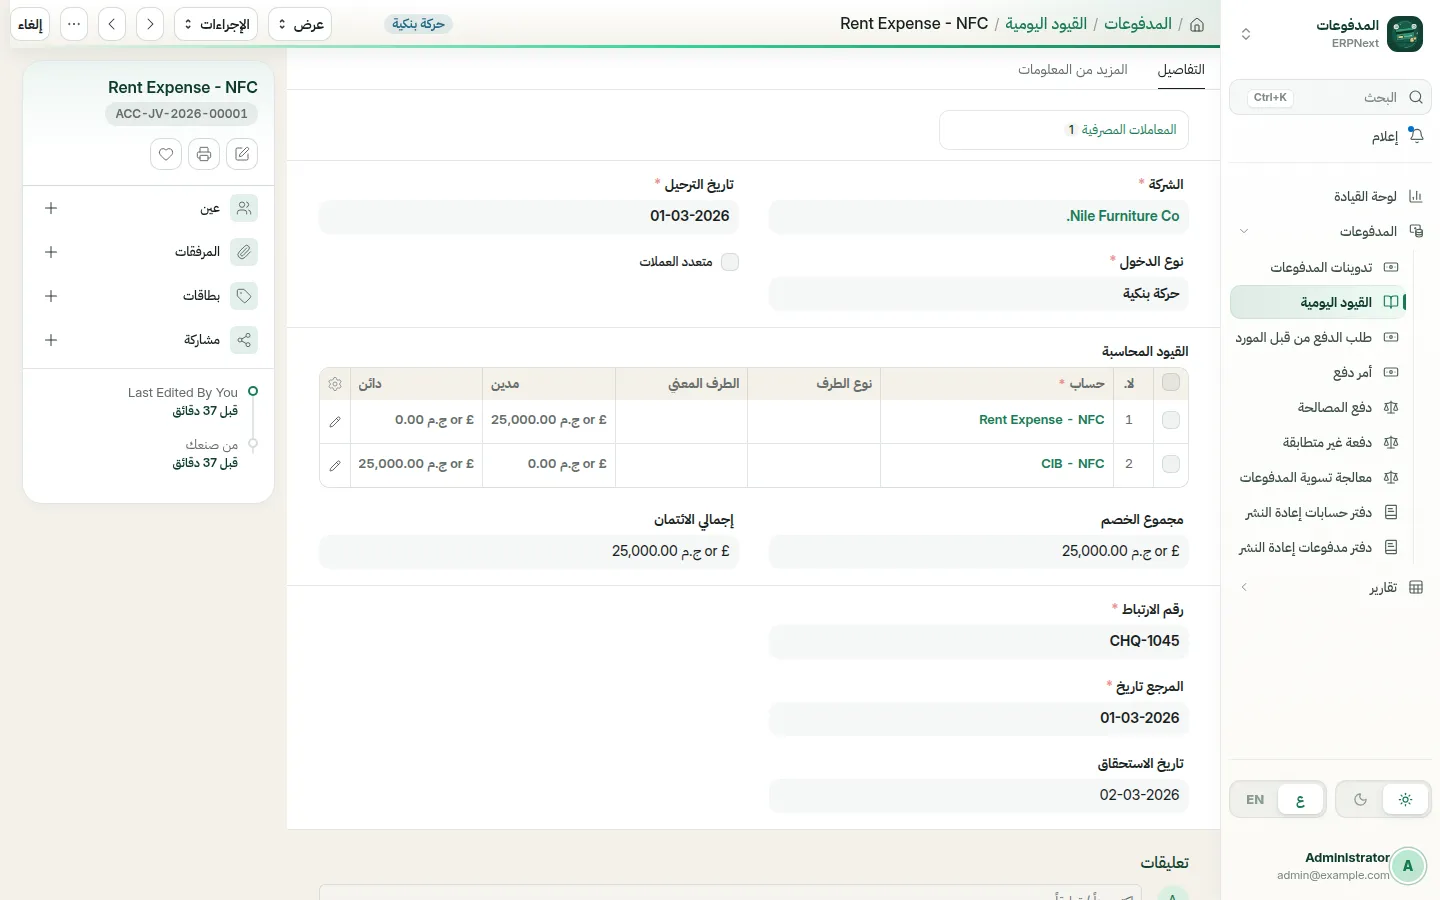 المدفوعات
ERPNext
البحث
Ctrl+K
إعلام
لوحة القيادة
المدفوعات
تدوينات المدفوعات
القيود اليومية
طلب الدفع من قبل المورد
أمر دفع
دفع المصالحة
دفعة غير متطابقة
معالجة تسوية المدفوعات
دفتر حسابات إعادة النشر
دفتر مدفوعات إعادة النشر
تقارير
ع
EN
Administrator
admin@example.com
A
المدفوعات / القيود اليومية / Rent Expense - NFC
حركة بنكية
عرض
الإجراءات
إلغاء
التفاصيل
المزيد من المعلومات
المعاملات المصرفية 1
الشركة *
Nile Furniture Co.
تاريخ الترحيل *
01-03-2026
نوع الدخول *
حركة بنكية
متعدد العملات
القيود المحاسبة
لا. حساب * نوع الطرف الطرف المعني مدين دائن
1 Rent Expense - NFC £ or ج.م 25,000.00 £ or ج.م 0.00
2 CIB - NFC £ or ج.م 0.00 £ or ج.م 25,000.00
مجموع الخصم
£ or ج.م 25,000.00
إجمالي الائتمان
£ or ج.م 25,000.00
رقم الارتباط *
CHQ-1045
المرجع تاريخ *
01-03-2026
تاريخ الاستحقاق
02-03-2026
تعليقات
Rent Expense - NFC
ACC-JV-2026-00001
عين
المرفقات
بطاقات
مشاركة
Last Edited By You
قبل 37 دقائق
من صنعك
قبل 37 دقائق